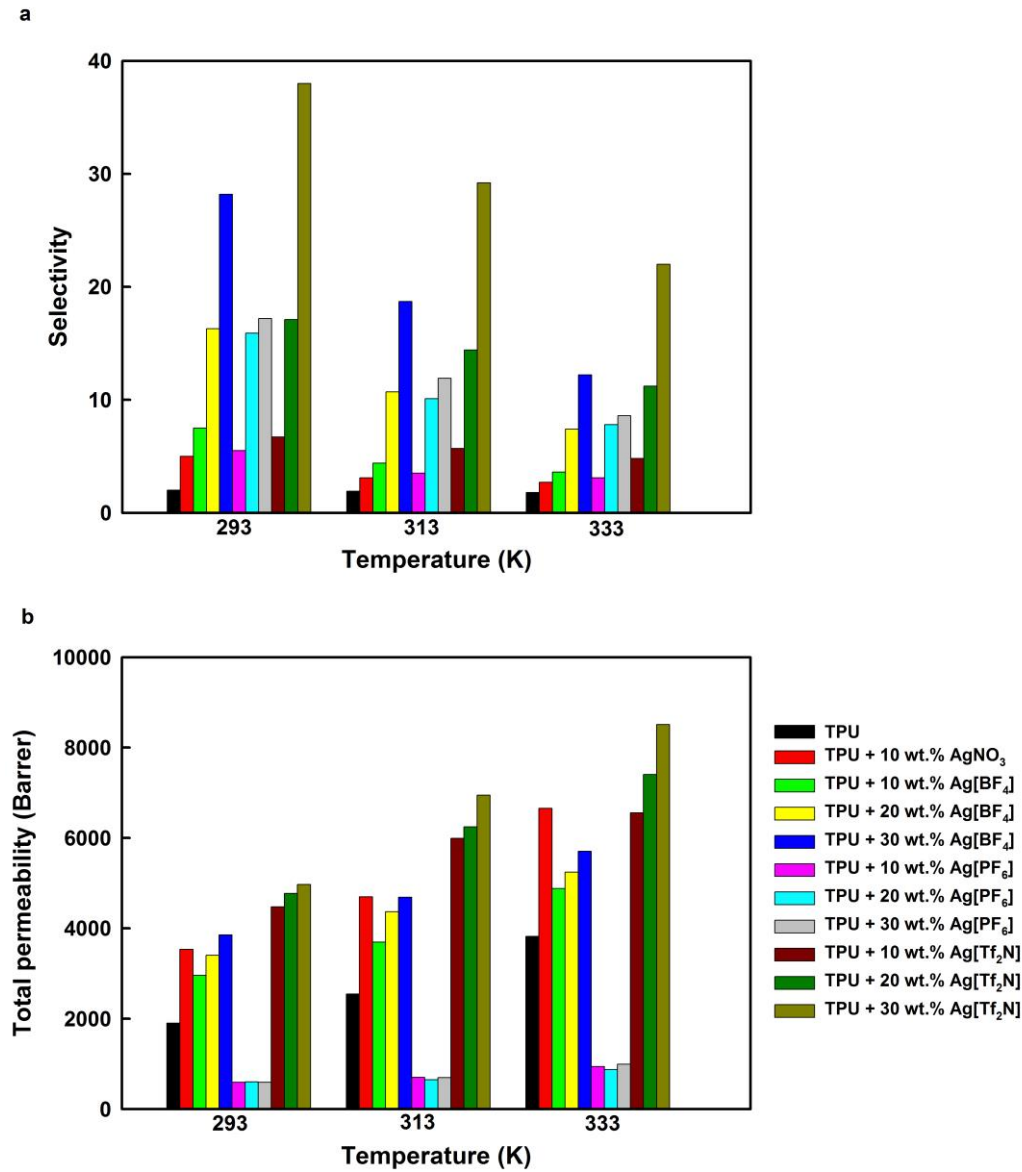 a
40
30
20
10
0
Selectivity
293 313 333
Temperature (K)
b
10000
8000
6000
4000
2000
0
Total permeability (Barrer)
293 313 333
Temperature (K)
TPU
TPU + 10 wt.% AgNO₃
TPU + 10 wt.% Ag[BF₄]
TPU + 20 wt.% Ag[BF₄]
TPU + 30 wt.% Ag[BF₄]
TPU + 10 wt.% Ag[PF₆]
TPU + 20 wt.% Ag[PF₆]
TPU + 30 wt.% Ag[PF₆]
TPU + 10 wt.% Ag[Tf₂N]
TPU + 20 wt.% Ag[Tf₂N]
TPU + 30 wt.% Ag[Tf₂N]